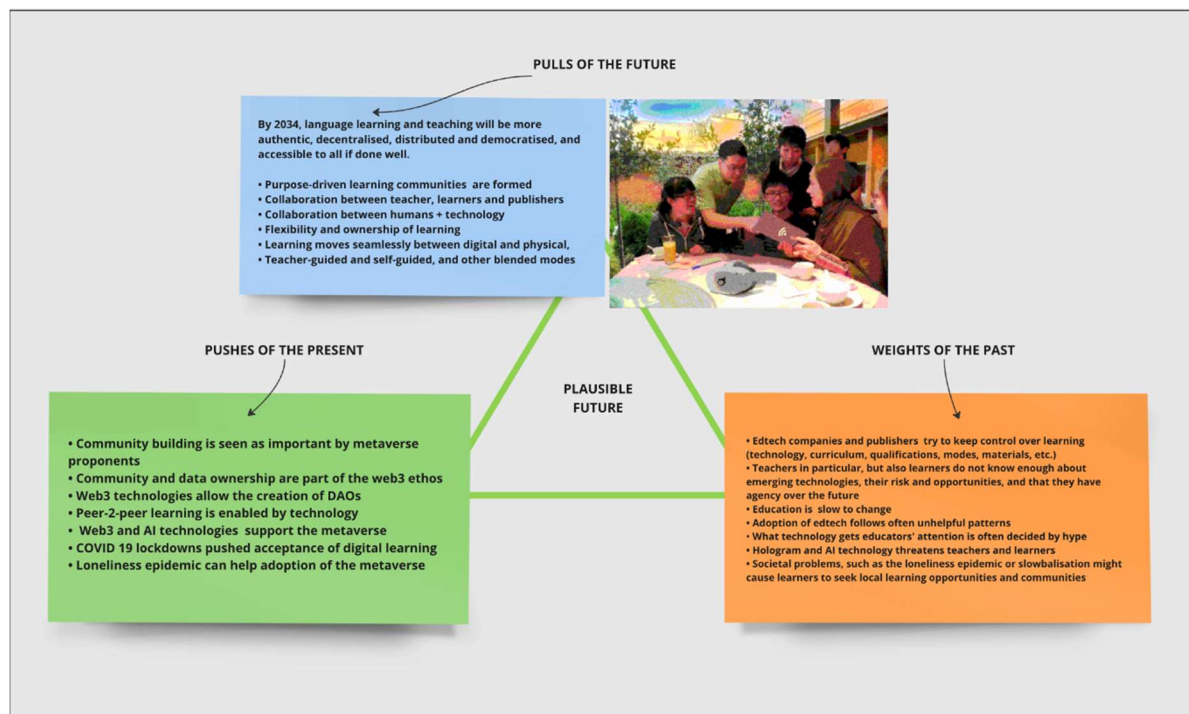 PULLS OF THE FUTURE
By 2034, language learning and teaching will be more
authentic, decentralised, distributed and democratised, and
accessible to all if done well.
• Purpose-driven learning communities are formed
• Collaboration between teacher, learners and publishers
• Collaboration between humans + technology
• Flexibility and ownership of learning
• Learning moves seamlessly between digital and physical,
• Teacher-guided and self-guided, and other blended modes
PUSHES OF THE PRESENT
• Community building is seen as important by metaverse
proponents
• Community and data ownership are part of the web3 ethos
• Web3 technologies allow the creation of DAOs
• Peer-2-peer learning is enabled by technology
• Web3 and AI technologies support the metaverse
• COVID 19 lockdowns pushed acceptance of digital learning
• Loneliness epidemic can help adoption of the metaverse
PLAUSIBLE
FUTURE
WEIGHTS OF THE PAST
• Edtech companies and publishers try to keep control over learning
(technology, curriculum, qualifications, modes, materials, etc.)
• Teachers in particular, but also learners do not know enough about
emerging technologies, their risk and opportunities, and that they have
agency over the future
• Education is slow to change
• Adoption of edtech follows often unhelpful patterns
• What technology gets educators' attention is often decided by hype
• Hologram and AI technology threatens teachers and learners
• Societal problems, such as the loneliness epidemic or slowbalisation might
cause learners to seek local learning opportunities and communities